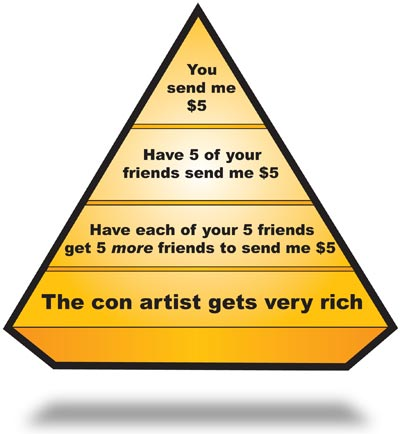 You
send me
$5
Have 5 of your
friends send me $5
Have each of your 5 friends
get 5 more friends to send me $5
The con artist gets very rich